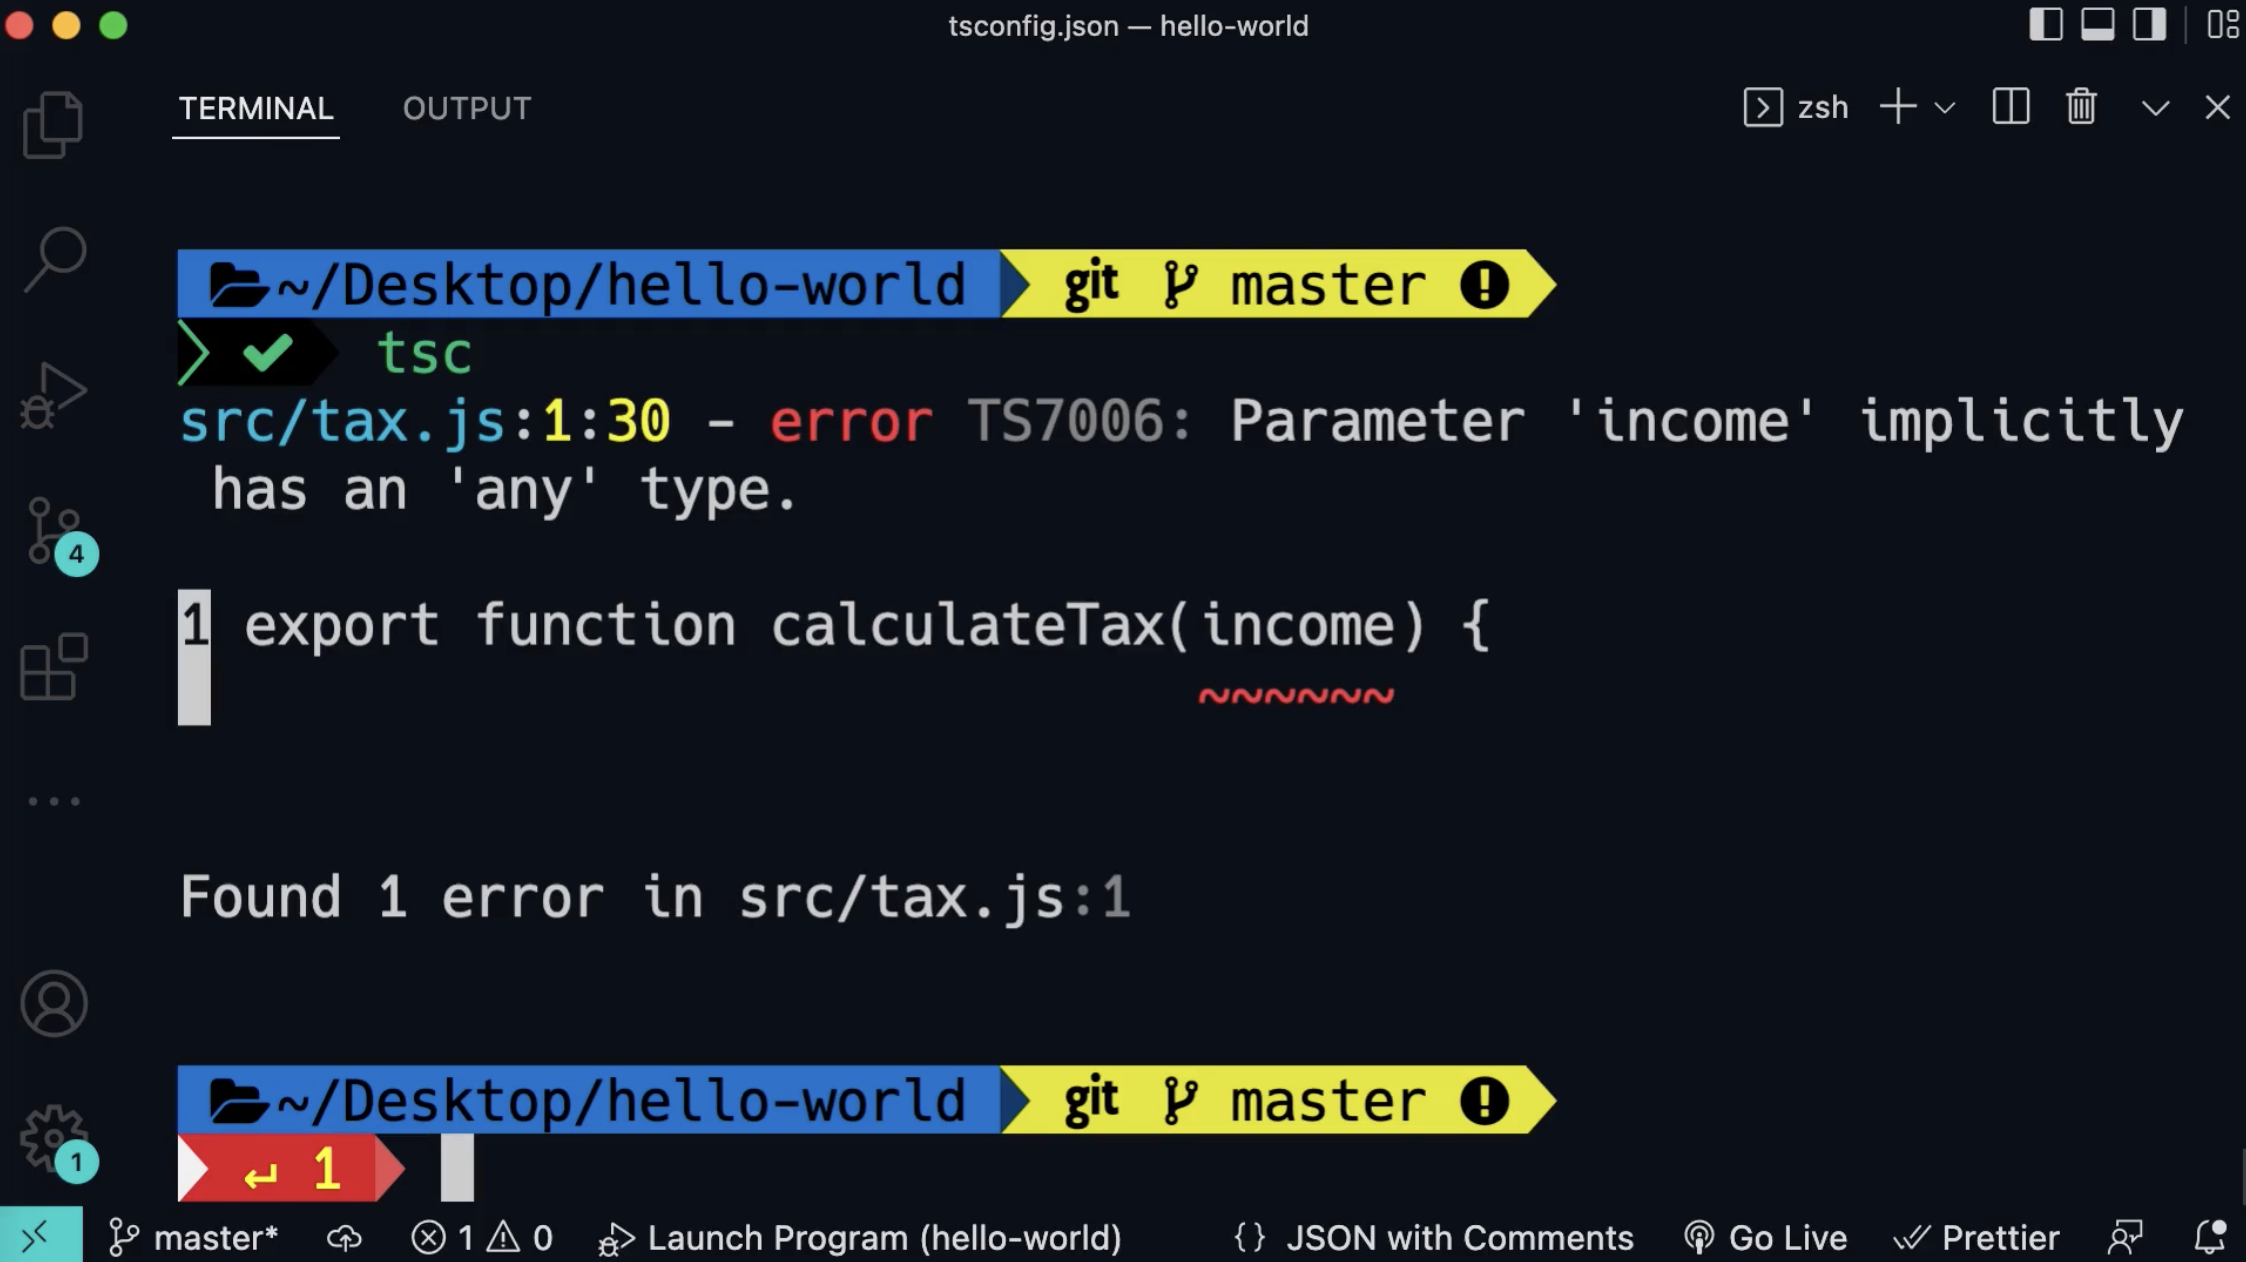 tsconfig.json — hello-world
TERMINAL OUTPUT zsh
~/Desktop/hello-world git master
tsc
src/tax.js:1:30 - error TS7006: Parameter 'income' implicitly
has an 'any' type.
1 export function calculateTax(income) {
~~~~~~
4
Found 1 error in src/tax.js:1
~/Desktop/hello-world git master
↵ 1
1
master* 1 0 Launch Program (hello-world) {} JSON with Comments Go Live Prettier